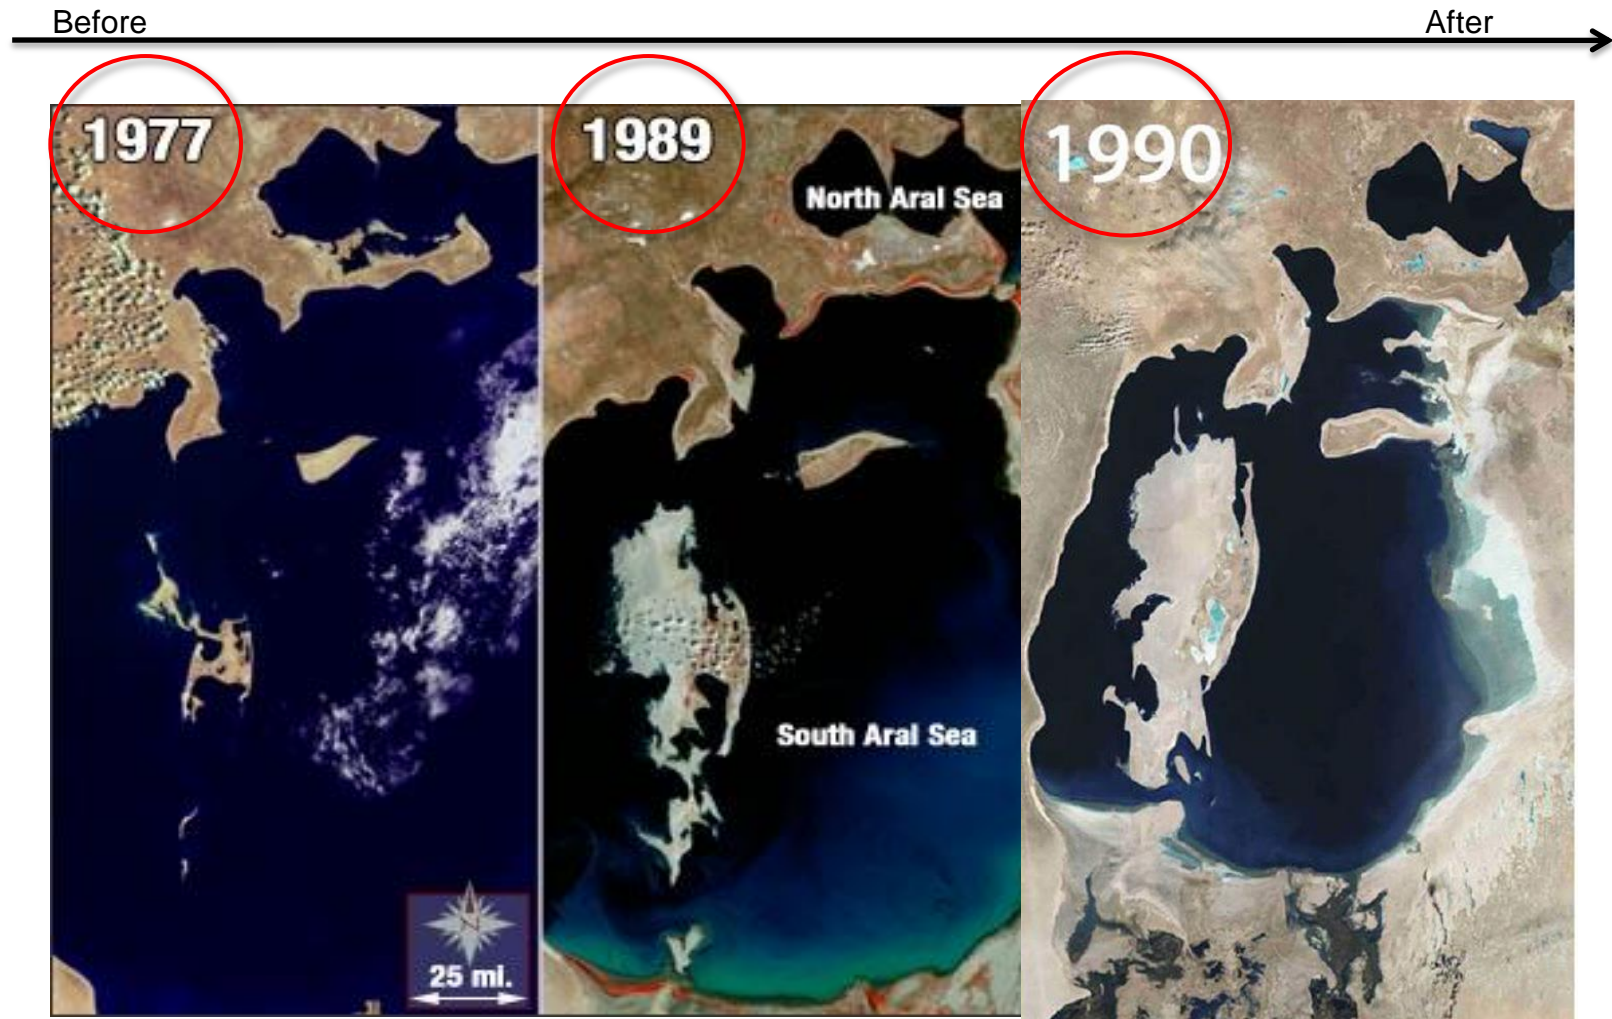 Before
After
1977
1989
1990
North Aral Sea
South Aral Sea
N
25 mi.